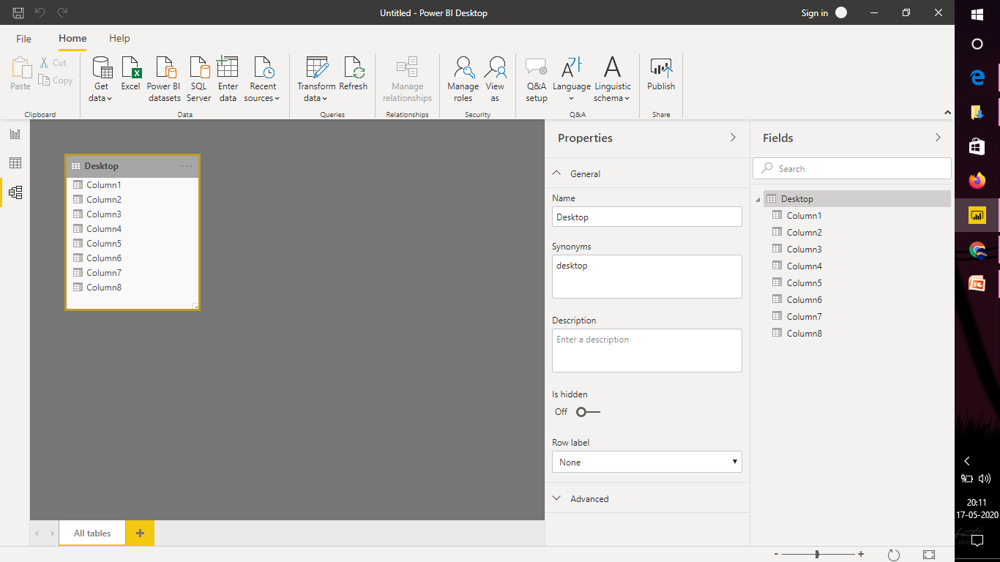 Untitled - Power BI Desktop
Sign in
File
Home
Help
Paste
Cut
Copy
Clipboard
Get data
Excel
Power BI datasets
SQL Server
Enter data
Recent sources
Data
Transform data
Refresh
Queries
Manage relationships
Relationships
Manage roles
View as
Security
Q&A setup
Language
Linguistic schema
Q&A
Publish
Share
Desktop
Column1
Column2
Column3
Column4
Column5
Column6
Column7
Column8
Properties
General
Name
Desktop
Synonyms
desktop
Description
Enter a description
Is hidden
Off
Row label
None
Advanced
Fields
Search
Desktop
Column1
Column2
Column3
Column4
Column5
Column6
Column7
Column8
All tables
20:11
17-05-2020